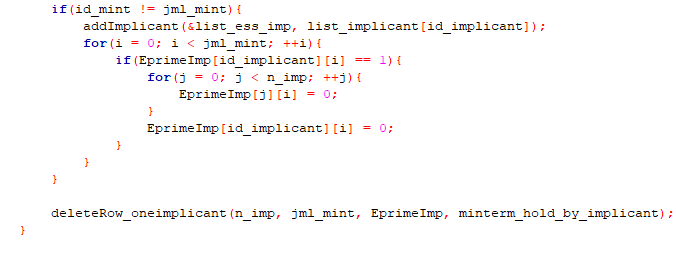 if(id_mint != jml_mint){
addImplicant(&list_ess_imp, list_implicant[id_implicant]);
for(i = 0; i < jml_mint; ++i){
if(EprimeImp[id_implicant][i] == 1){
for(j = 0; j < n_imp; ++j){
EprimeImp[j][i] = 0;
}
EprimeImp[id_implicant][i] = 0;
}
}
}
deleteRow_oneimplicant(n_imp, jml_mint, EprimeImp, minterm_hold_by_implicant);
}